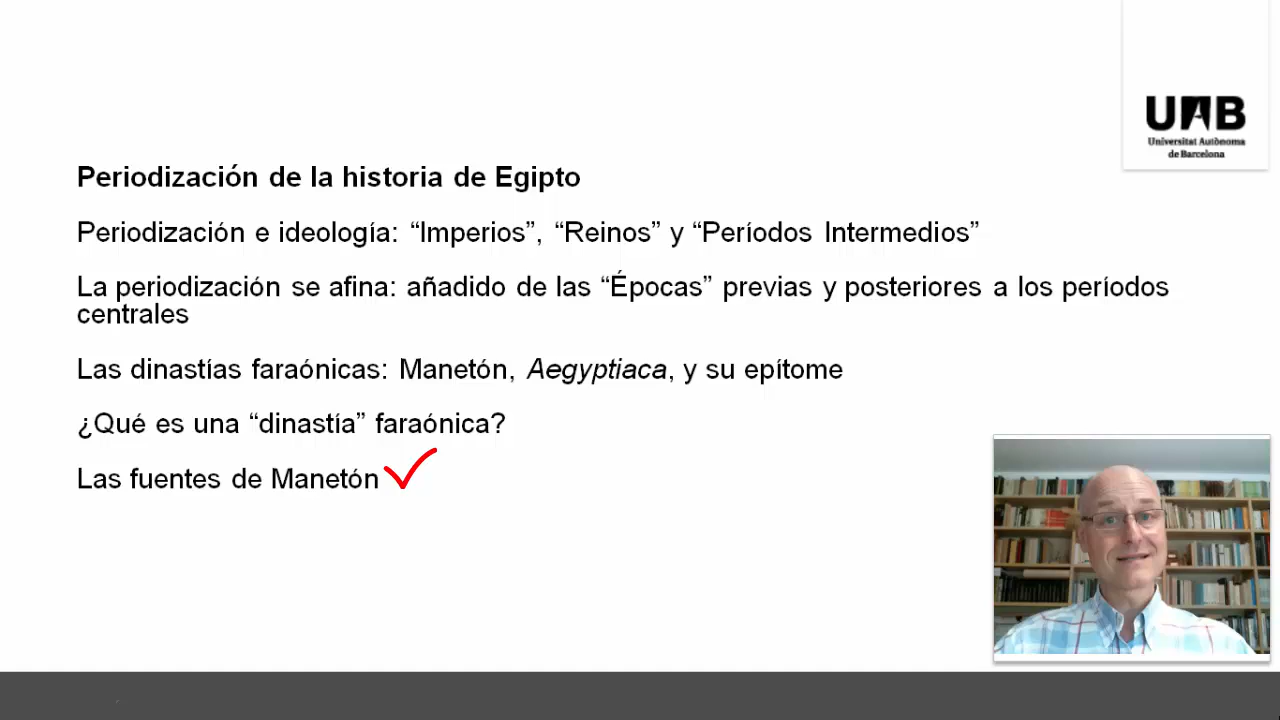 UAB
Universitat Autònoma
de Barcelona
Periodización de la historia de Egipto
Periodización e ideología: “Imperios”, “Reinos” y “Períodos Intermedios”
La periodización se afina: añadido de las “Épocas” previas y posteriores a los períodos
centrales
Las dinastías faraónicas: Manetón, Aegyptiaca, y su epítome
¿Qué es una “dinastía” faraónica?
Las fuentes de Manetón